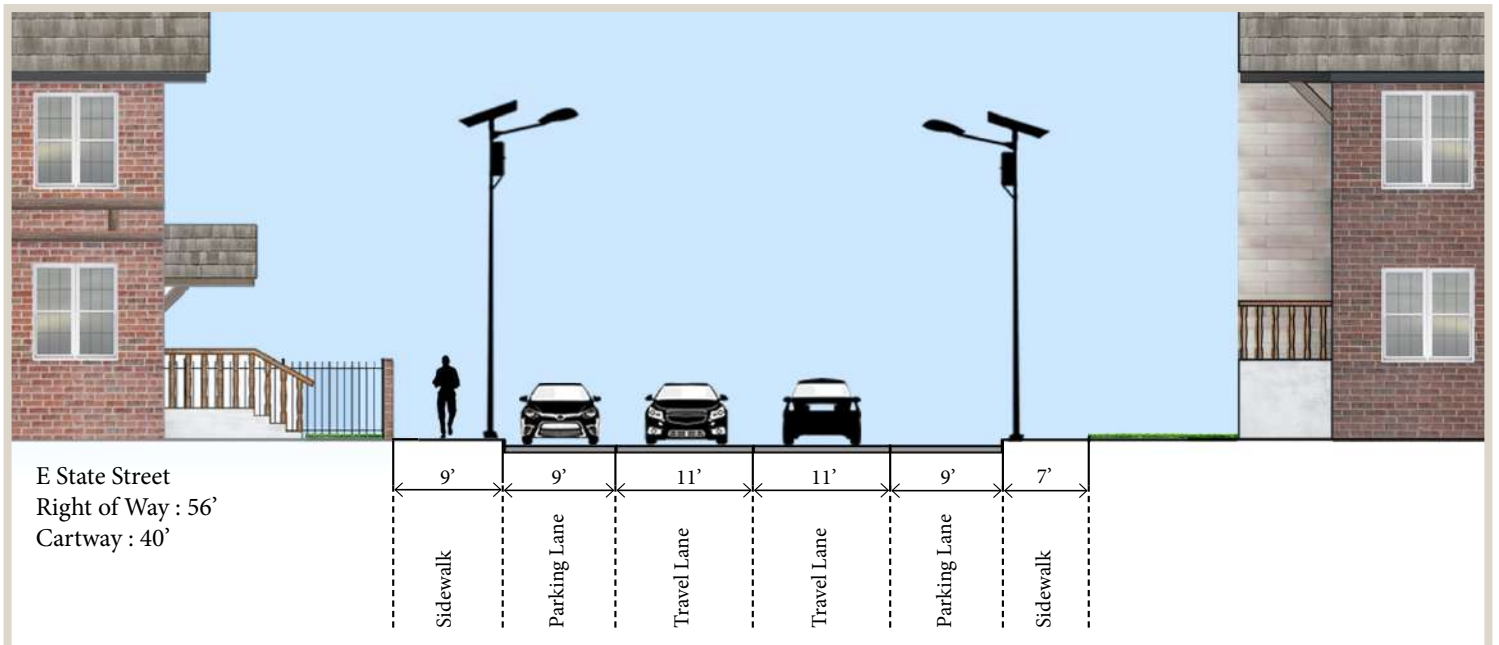 E State Street
Right of Way : 56’
Cartway : 40’
9’
9’
11’
11’
9’
7’
Sidewalk
Parking Lane
Travel Lane
Travel Lane
Parking Lane
Sidewalk